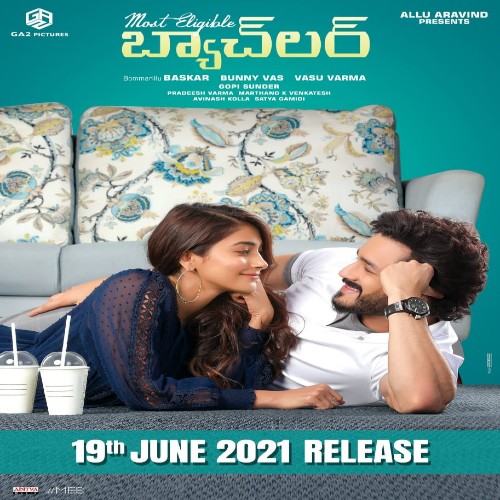 GA2 PICTURES
ALLU ARAVIND
PRESENTS
Most Eligible
బ్యాచ్‌లర్
Bommarillu BASKAR BUNNY VAS VASU VARMA
GOPI SUNDER
PRADEESH VARMA MARTHAND K VENKATESH
AVINASH KOLLA SATYA GAMIDI
19th JUNE 2021 RELEASE
ADITYA